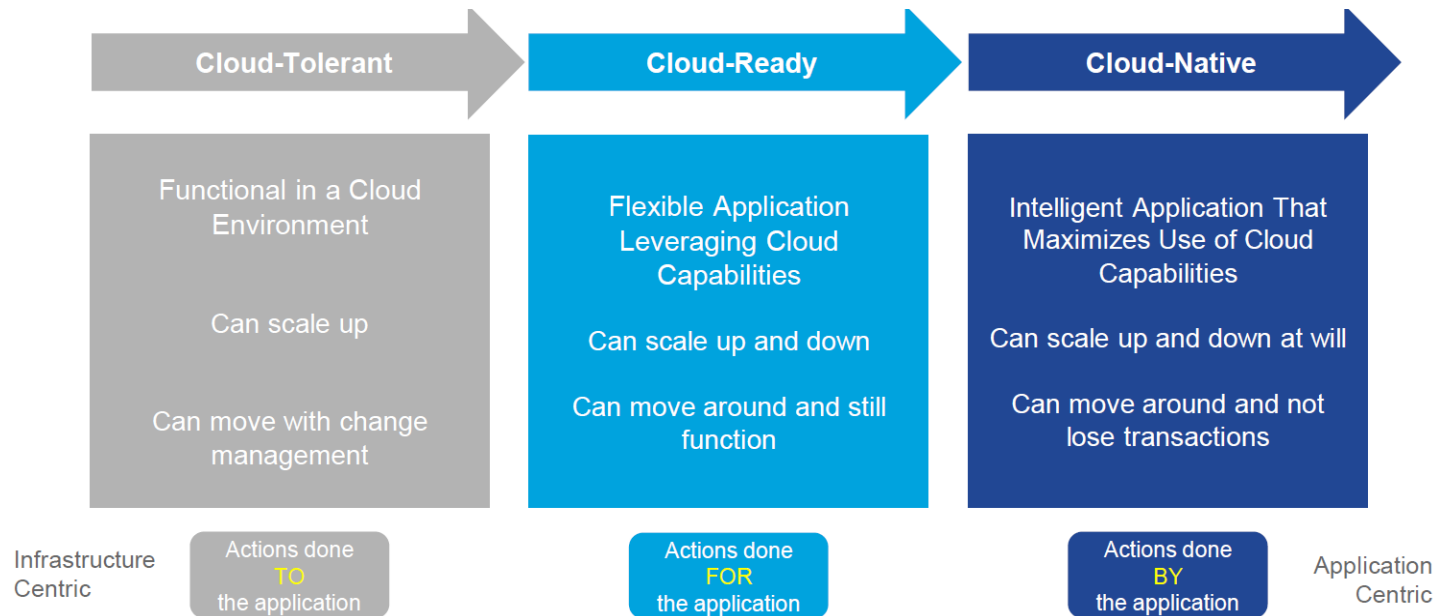 Cloud-Tolerant
Cloud-Ready
Cloud-Native
Functional in a Cloud
Environment
Can scale up
Can move with change
management
Flexible Application
Leveraging Cloud
Capabilities
Can scale up and down
Can move around and still
function
Intelligent Application That
Maximizes Use of Cloud
Capabilities
Can scale up and down at will
Can move around and not
lose transactions
Infrastructure
Centric
Actions done
TO
the application
Actions done
FOR
the application
Actions done
BY
the application
Application
Centric